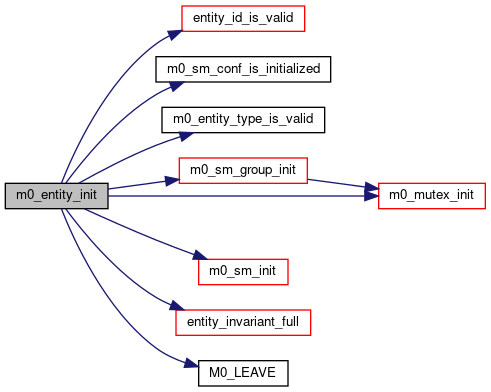 entity_id_is_valid
m0_sm_conf_is_initialized
m0_entity_type_is_valid
m0_sm_group_init
m0_entity_init
m0_mutex_init
m0_sm_init
entity_invariant_full
M0_LEAVE